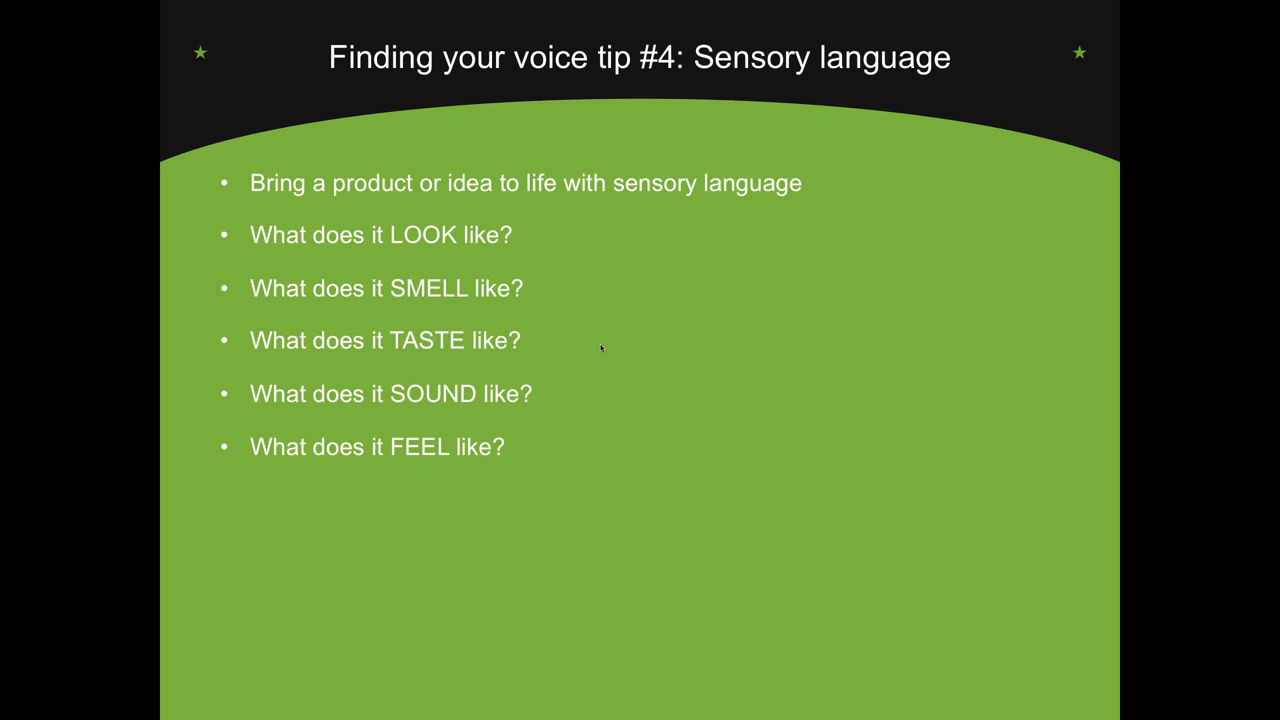 Finding your voice tip #4: Sensory language
• Bring a product or idea to life with sensory language
• What does it LOOK like?
• What does it SMELL like?
• What does it TASTE like?
• What does it SOUND like?
• What does it FEEL like?